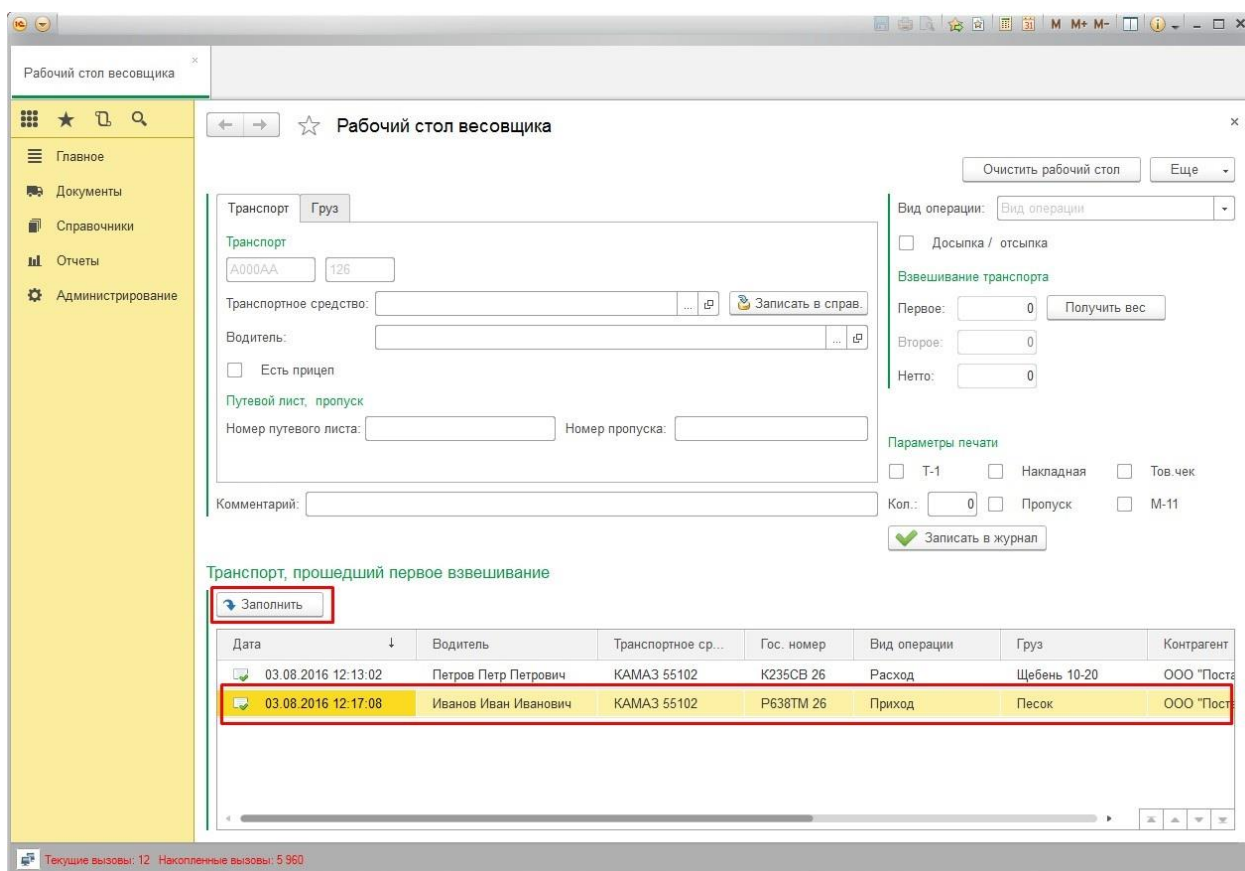 M M+ M-
Рабочий стол весовщика
Главное
Документы
Справочники
Отчеты
Администрирование
Рабочий стол весовщика
Очистить рабочий стол Еще
Транспорт Груз
Транспорт
А000АА 126
Транспортное средство: ... Записать в справ.
Водитель: ...
Есть прицеп
Путевой лист, пропуск
Номер путевого листа: Номер пропуска:
Комментарий:
Вид операции: Вид операции
Досыпка / отсыпка
Взвешивание транспорта
Первое: 0 Получить вес
Второе: 0
Нетто: 0
Параметры печати
Т-1 Накладная Тов.чек
Кол.: 0 Пропуск М-11
Записать в журнал
Транспорт, прошедший первое взвешивание
Заполнить
Дата Водитель Транспортное ср... Гос. номер Вид операции Груз Контрагент
03.08.2016 12:13:02 Петров Петр Петрович КАМАЗ 55102 К235СВ 26 Расход Щебень 10-20 ООО "Поста
03.08.2016 12:17:08 Иванов Иван Иванович КАМАЗ 55102 Р638ТМ 26 Приход Песок ООО "Пост
Текущие вызовы: 12 Накопленные вызовы: 5 960